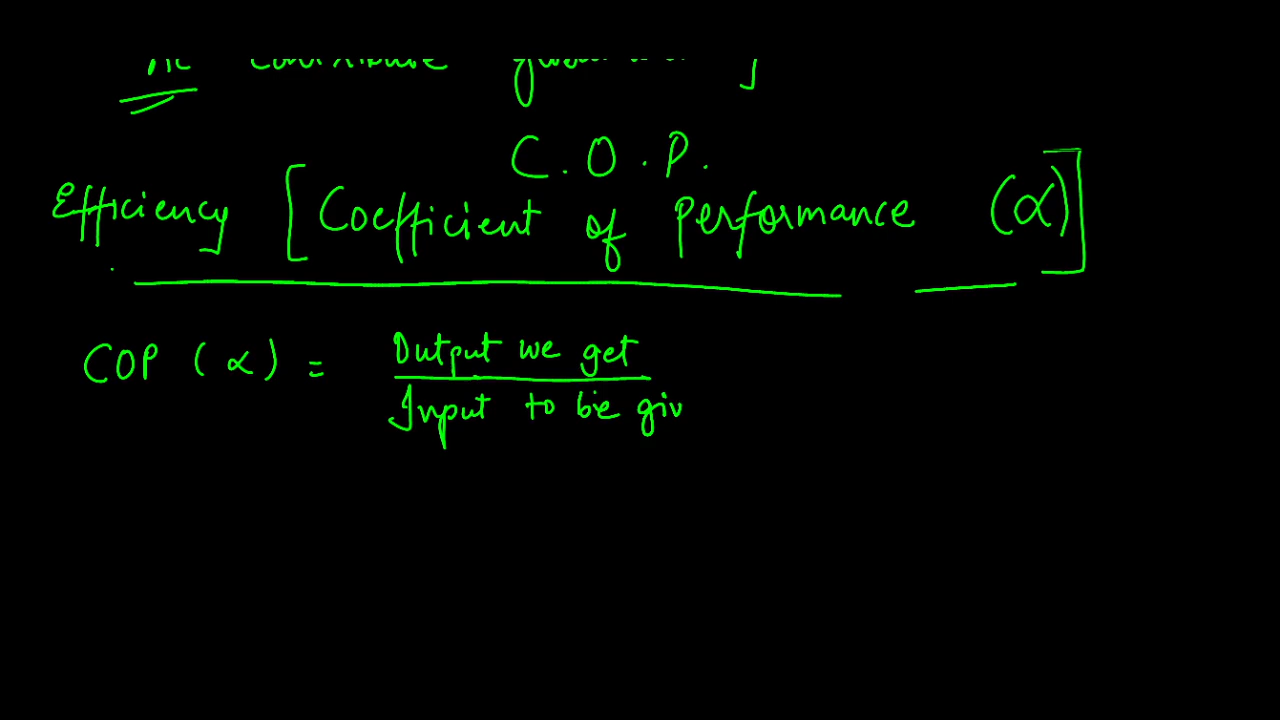 C.O.P.
Efficiency [Coefficient of Performance (α)]
COP (α) = Output we get
Input to be giv